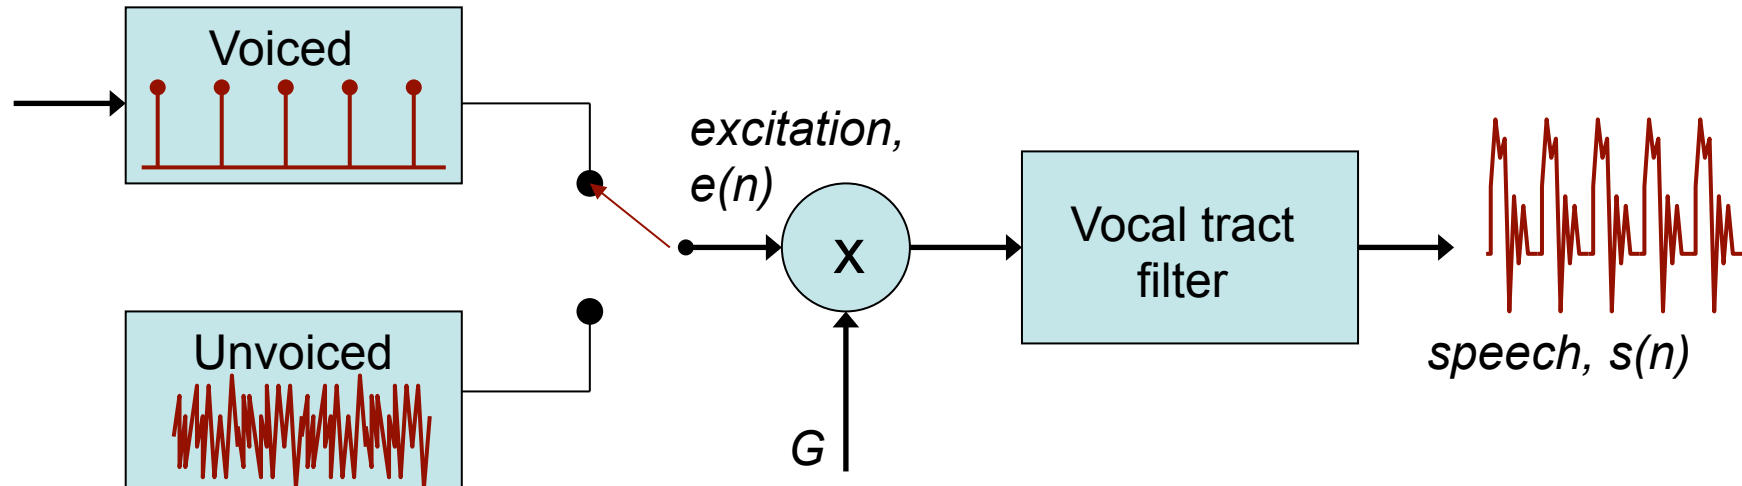 Voiced
excitation,
e(n)
x
Vocal tract
filter
Unvoiced
G
speech, s(n)